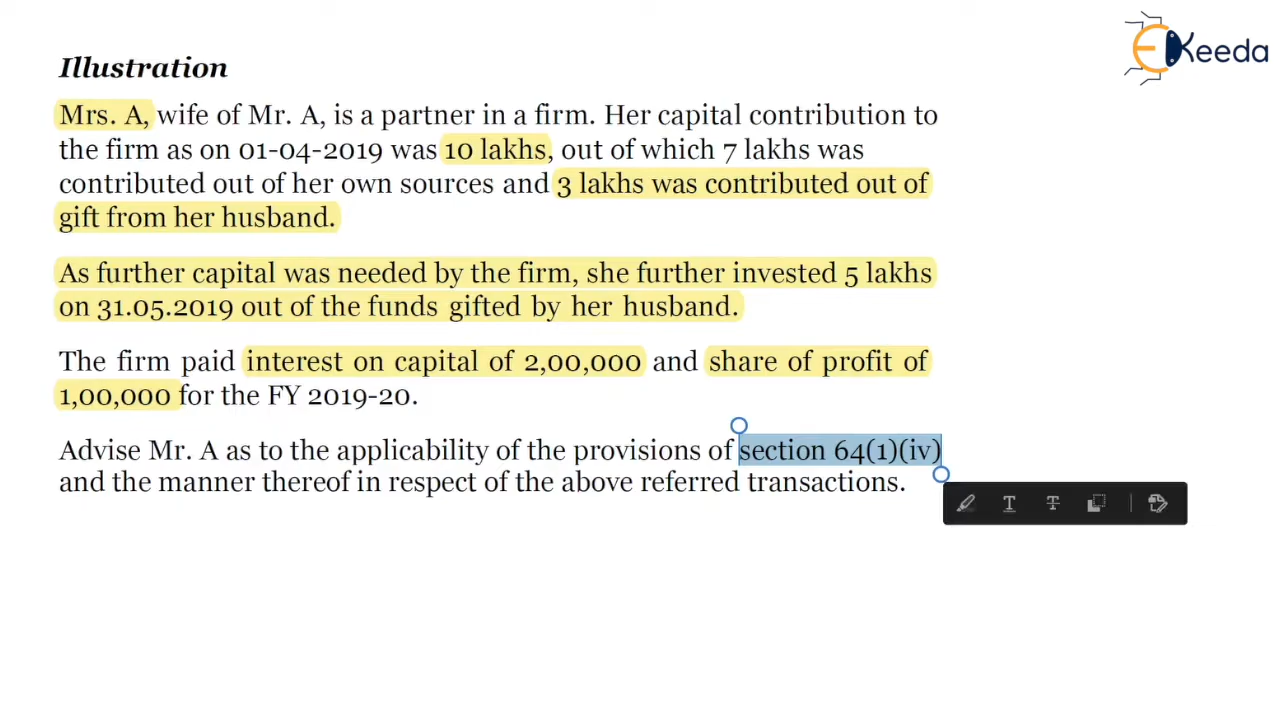 EKeeda
Illustration
Mrs. A, wife of Mr. A, is a partner in a firm. Her capital contribution to
the firm as on 01-04-2019 was 10 lakhs, out of which 7 lakhs was
contributed out of her own sources and 3 lakhs was contributed out of
gift from her husband.
As further capital was needed by the firm, she further invested 5 lakhs
on 31.05.2019 out of the funds gifted by her husband.
The firm paid interest on capital of 2,00,000 and share of profit of
1,00,000 for the FY 2019-20.
Advise Mr. A as to the applicability of the provisions of section 64(1)(iv)
and the manner thereof in respect of the above referred transactions.